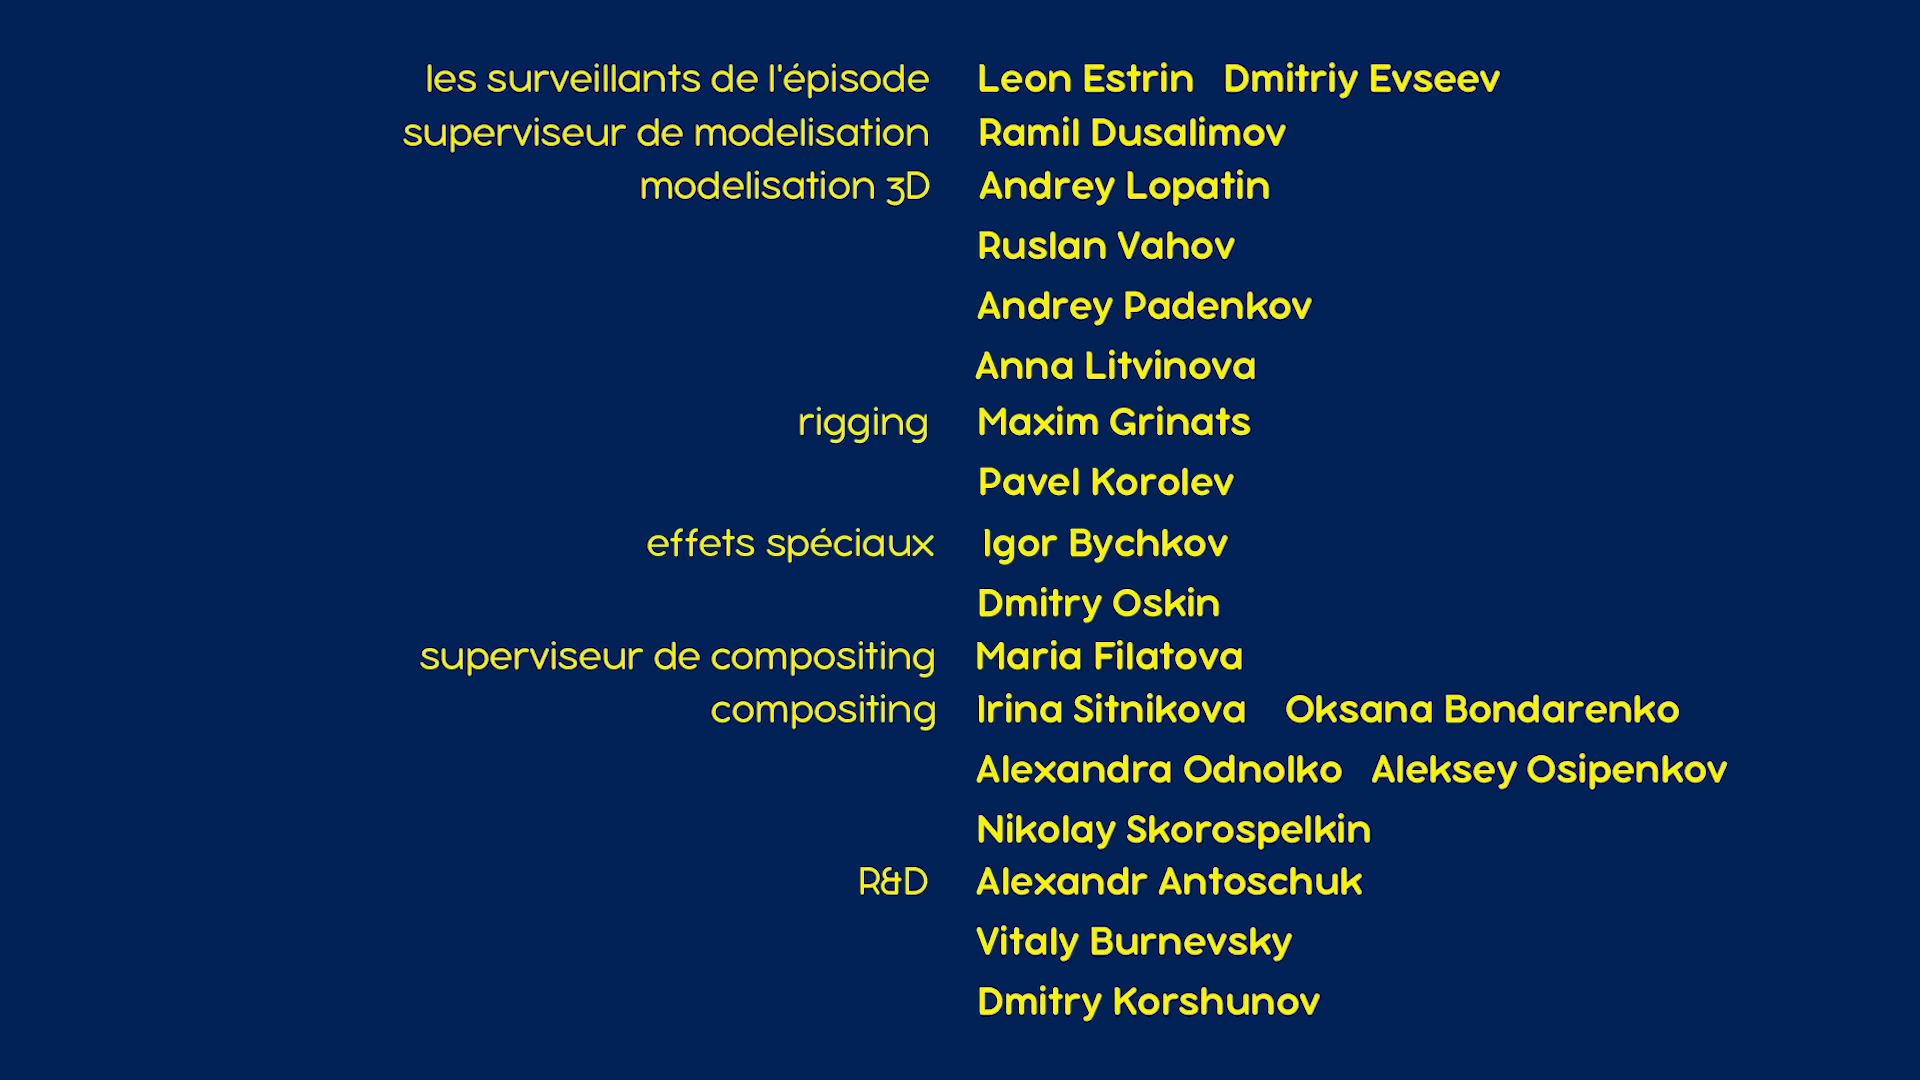 les surveillants de l'épisode Leon Estrin Dmitriy Evseev
superviseur de modelisation Ramil Dusalimov
modelisation 3D Andrey Lopatin
Ruslan Vahov
Andrey Padenkov
Anna Litvinova
rigging Maxim Grinats
Pavel Korolev
effets spéciaux Igor Bychkov
Dmitry Oskin
superviseur de compositing Maria Filatova
compositing Irina Sitnikova Oksana Bondarenko
Alexandra Odnolko Aleksey Osipenkov
Nikolay Skorospelkin
R&D Alexandr Antoschuk
Vitaly Burnevsky
Dmitry Korshunov